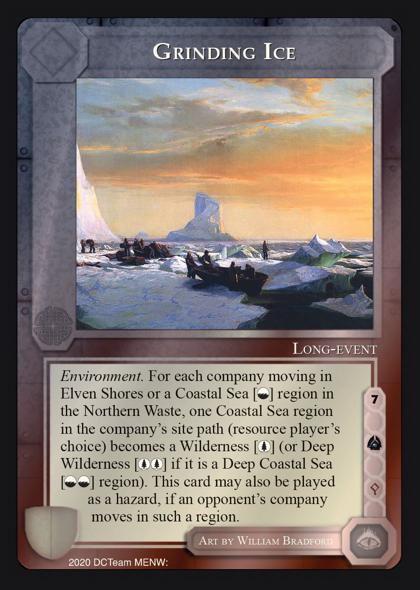 GRINDING ICE
LONG-EVENT
Environment. For each company moving in
Elven Shores or a Coastal Sea [] region in
the Northern Waste, one Coastal Sea region
in the company's site path (resource player's
choice) becomes a Wilderness [] (or Deep
Wilderness [] if it is a Deep Coastal Sea
[] region). This card may also be played
as a hazard, if an opponent's company
moves in such a region.
7
ART BY WILLIAM BRADFORD
2020 DCTeam MENW: